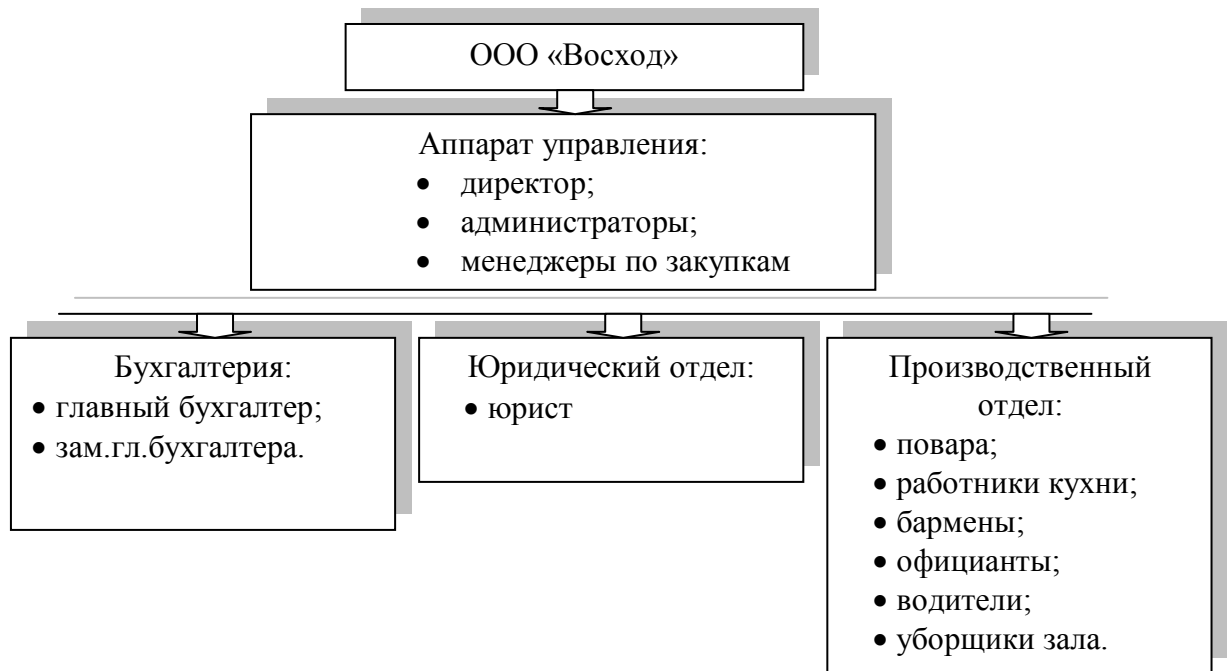 ООО «Восход»
Аппарат управления:
• директор;
• администраторы;
• менеджеры по закупкам
Бухгалтерия:
• главный бухгалтер;
• зам.гл.бухгалтера.
Юридический отдел:
• юрист
Производственный
отдел:
• повара;
• работники кухни;
• бармены;
• официанты;
• водители;
• уборщики зала.